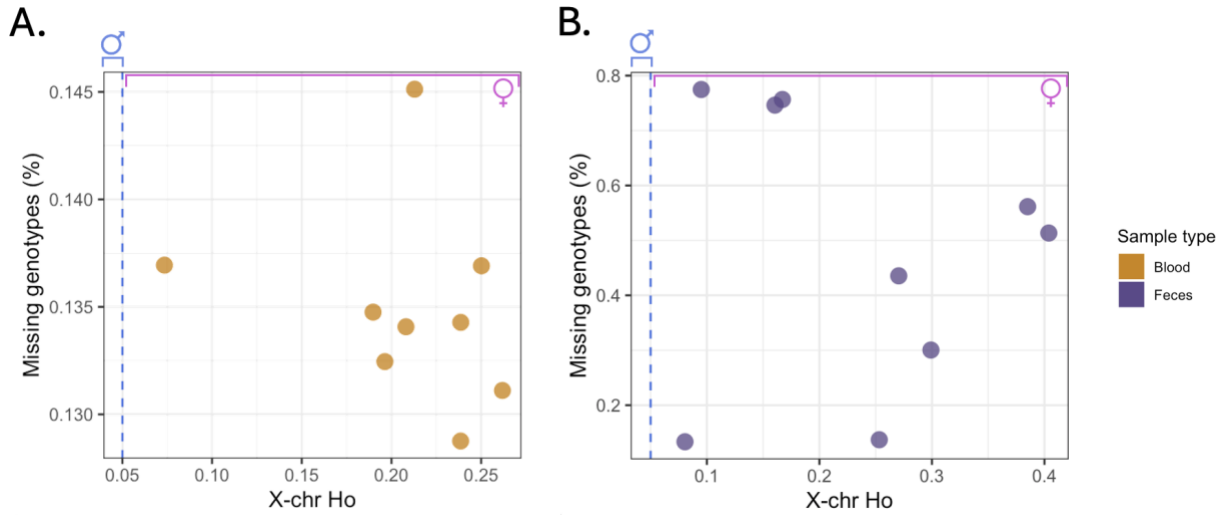 A.
♂
0.145
0.140
0.135
0.130
Missing genotypes (%)
♀
0.05 0.10 0.15 0.20 0.25
X-chr Ho
B.
♂
0.8
0.6
0.4
0.2
Missing genotypes (%)
♀
0.1 0.2 0.3 0.4
X-chr Ho
Sample type
Blood
Feces